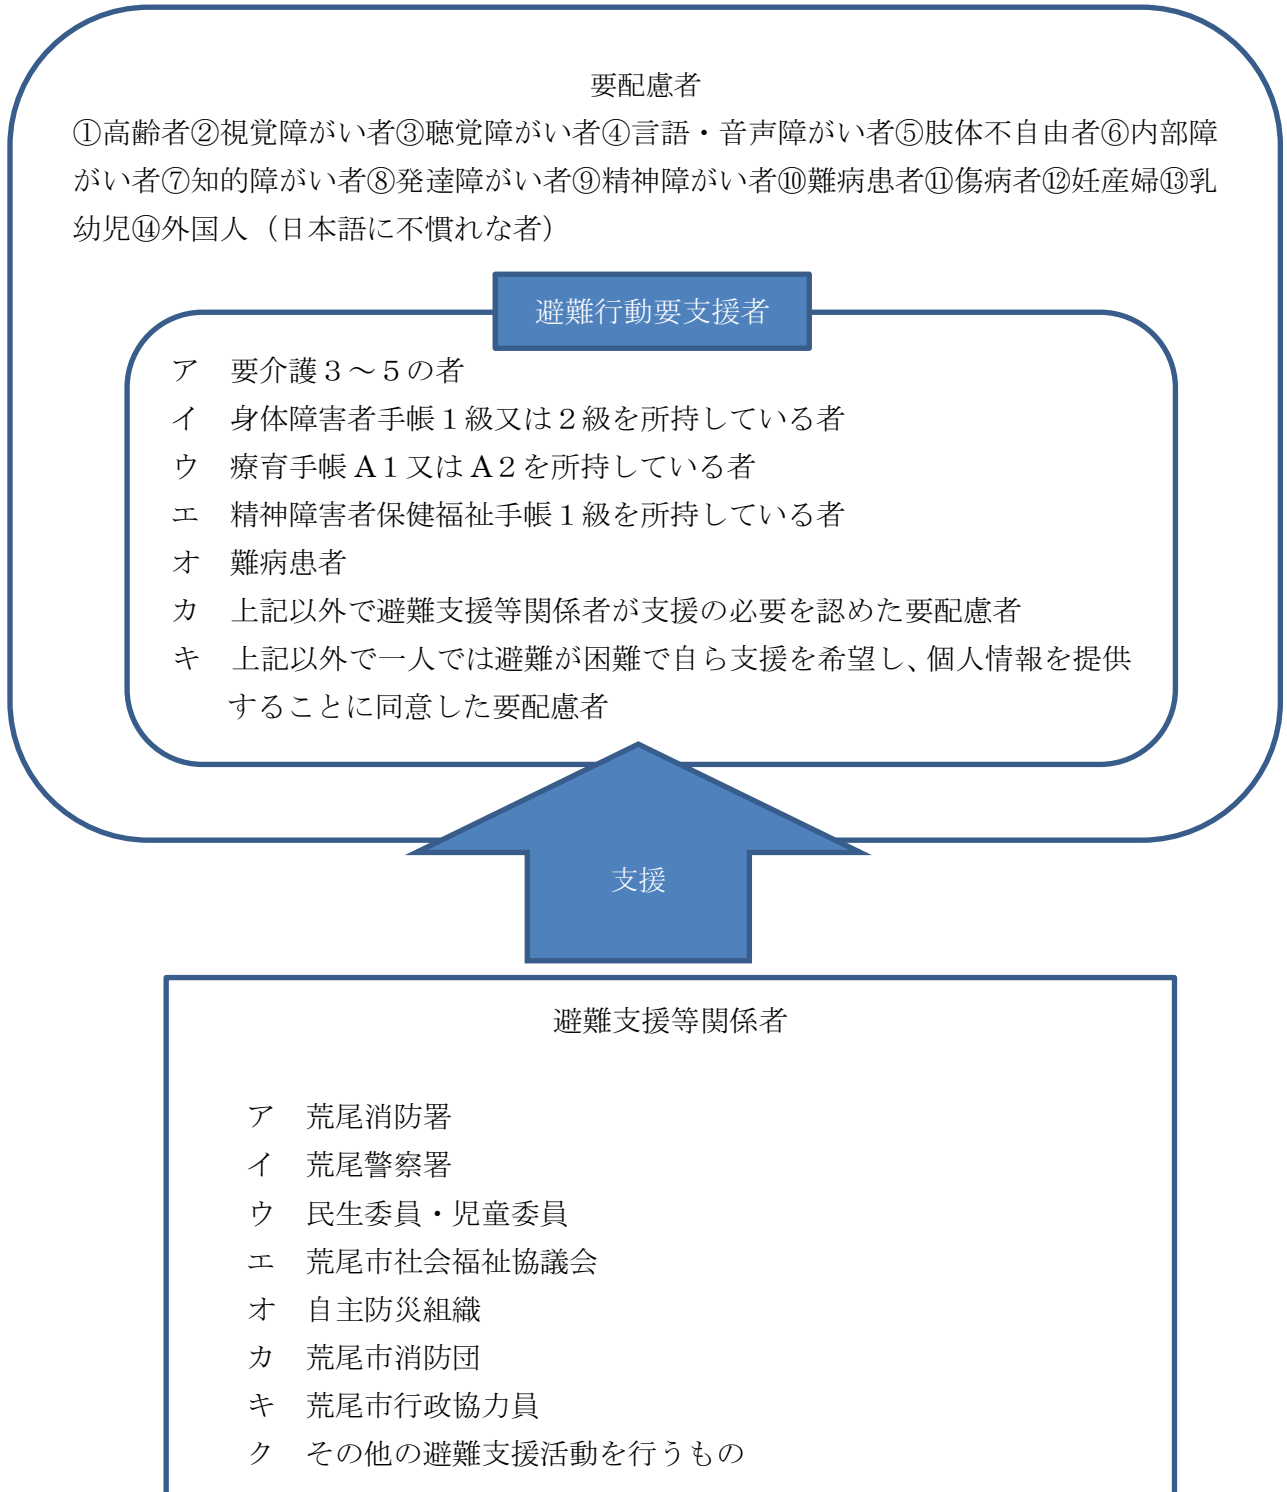 要配慮者
①高齢者②視覚障がい者③聴覚障がい者④言語・音声障がい者⑤肢体不自由者⑥内部障
がい者⑦知的障がい者⑧発達障がい者⑨精神障がい者⑩難病患者⑪傷病者⑫妊産婦⑬乳
幼児⑭外国人（日本語に不慣れな者）
避難行動要支援者
ア　要介護３～５の者
イ　身体障害者手帳１級又は２級を所持している者
ウ　療育手帳 A１又は A２を所持している者
エ　精神障害者保健福祉手帳１級を所持している者
オ　難病患者
カ　上記以外で避難支援等関係者が支援の必要を認めた要配慮者
キ　上記以外で一人では避難が困難で自ら支援を希望し、個人情報を提供
することに同意した要配慮者
支援
避難支援等関係者
ア　荒尾消防署
イ　荒尾警察署
ウ　民生委員・児童委員
エ　荒尾市社会福祉協議会
オ　自主防災組織
カ　荒尾市消防団
キ　荒尾市行政協力員
ク　その他の避難支援活動を行うもの